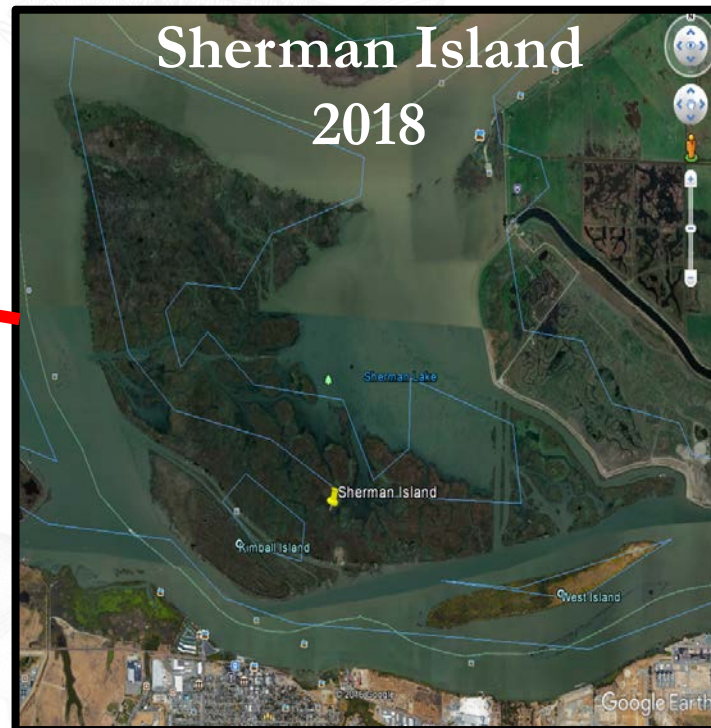 Sherman Island
2018
N
Sherman Lake
Sherman Island
Kimball Island
West Island
Google Earth